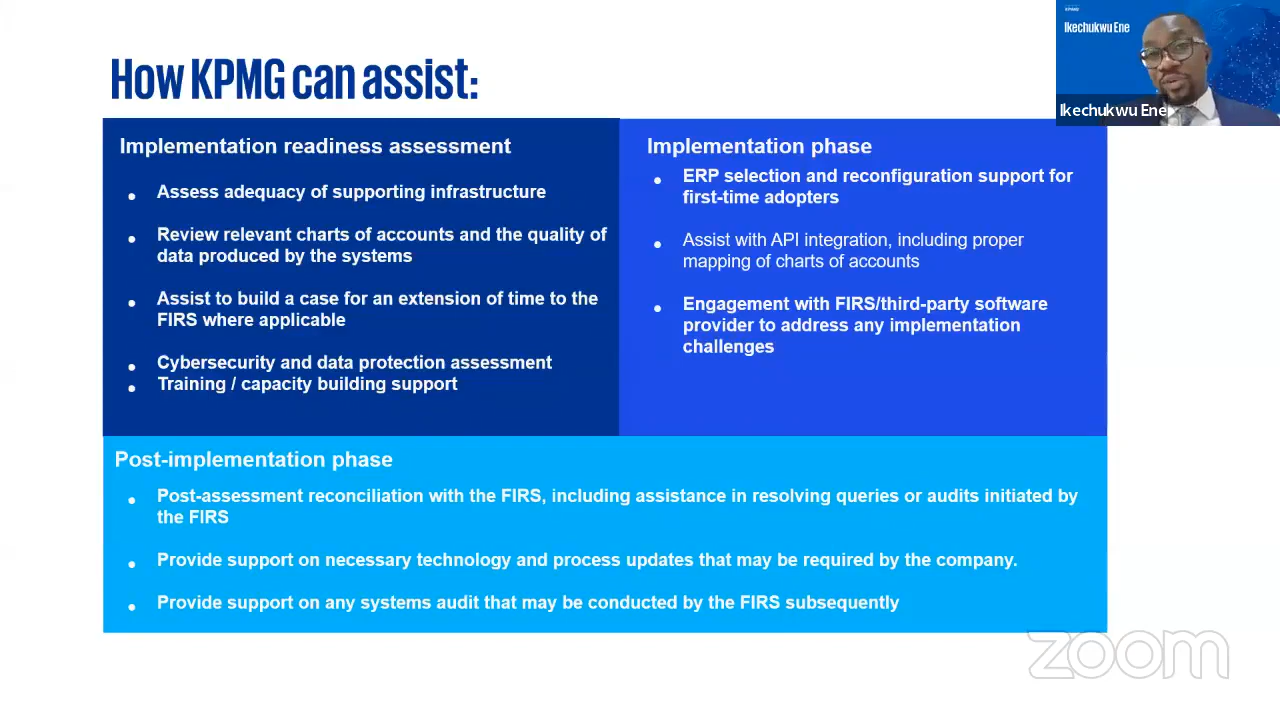 How KPMG can assist:
KPMG
Ikechukwu Ene
Ikechukwu Ene
Implementation readiness assessment
• Assess adequacy of supporting infrastructure
• Review relevant charts of accounts and the quality of
data produced by the systems
• Assist to build a case for an extension of time to the
FIRS where applicable
• Cybersecurity and data protection assessment
• Training / capacity building support
Implementation phase
• ERP selection and reconfiguration support for
first-time adopters
• Assist with API integration, including proper
mapping of charts of accounts
• Engagement with FIRS/third-party software
provider to address any implementation
challenges
Post-implementation phase
• Post-assessment reconciliation with the FIRS, including assistance in resolving queries or audits initiated by
the FIRS
• Provide support on necessary technology and process updates that may be required by the company.
• Provide support on any systems audit that may be conducted by the FIRS subsequently
zoom